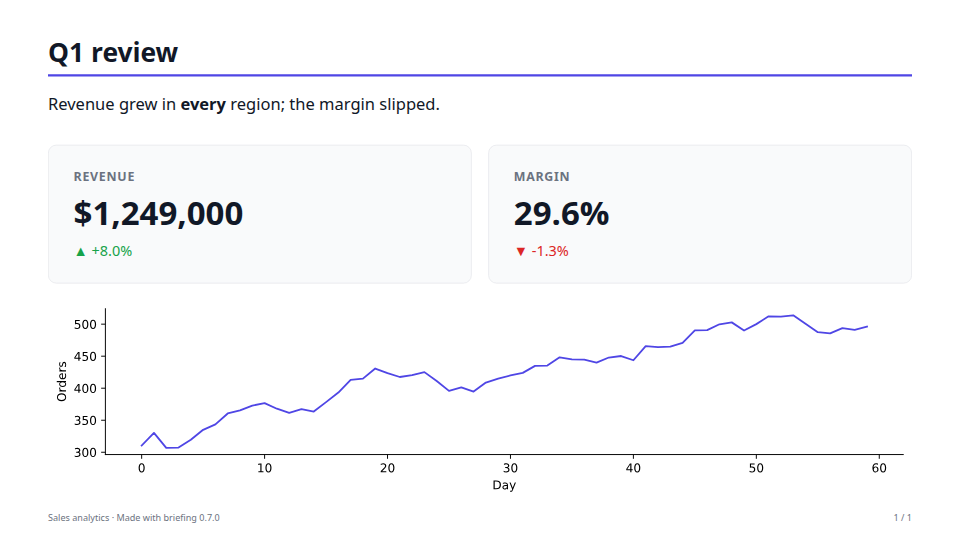 Q1 review
Revenue grew in every region; the margin slipped.
REVENUE
$1,249,000
▲ +8.0%
MARGIN
29.6%
▼ -1.3%
500
450
400
350
300
Orders
0 10 20 30 40 50 60
Day
Sales analytics · Made with briefing 0.7.0
1 / 1